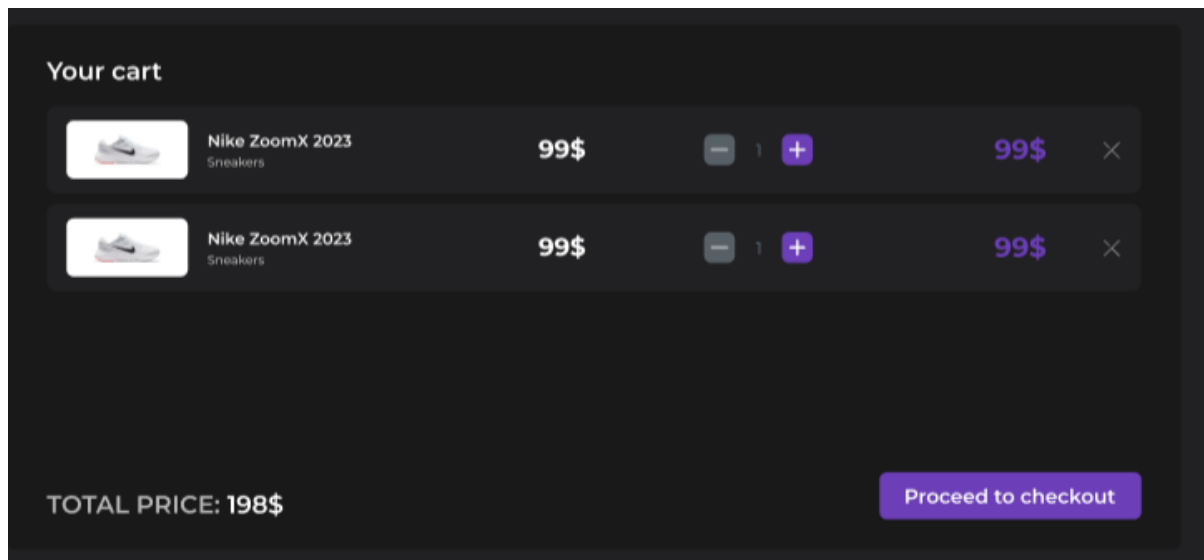 Your cart
Nike ZoomX 2023
Sneakers
99$
1
99$
Nike ZoomX 2023
Sneakers
99$
1
99$
TOTAL PRICE: 198$
Proceed to checkout